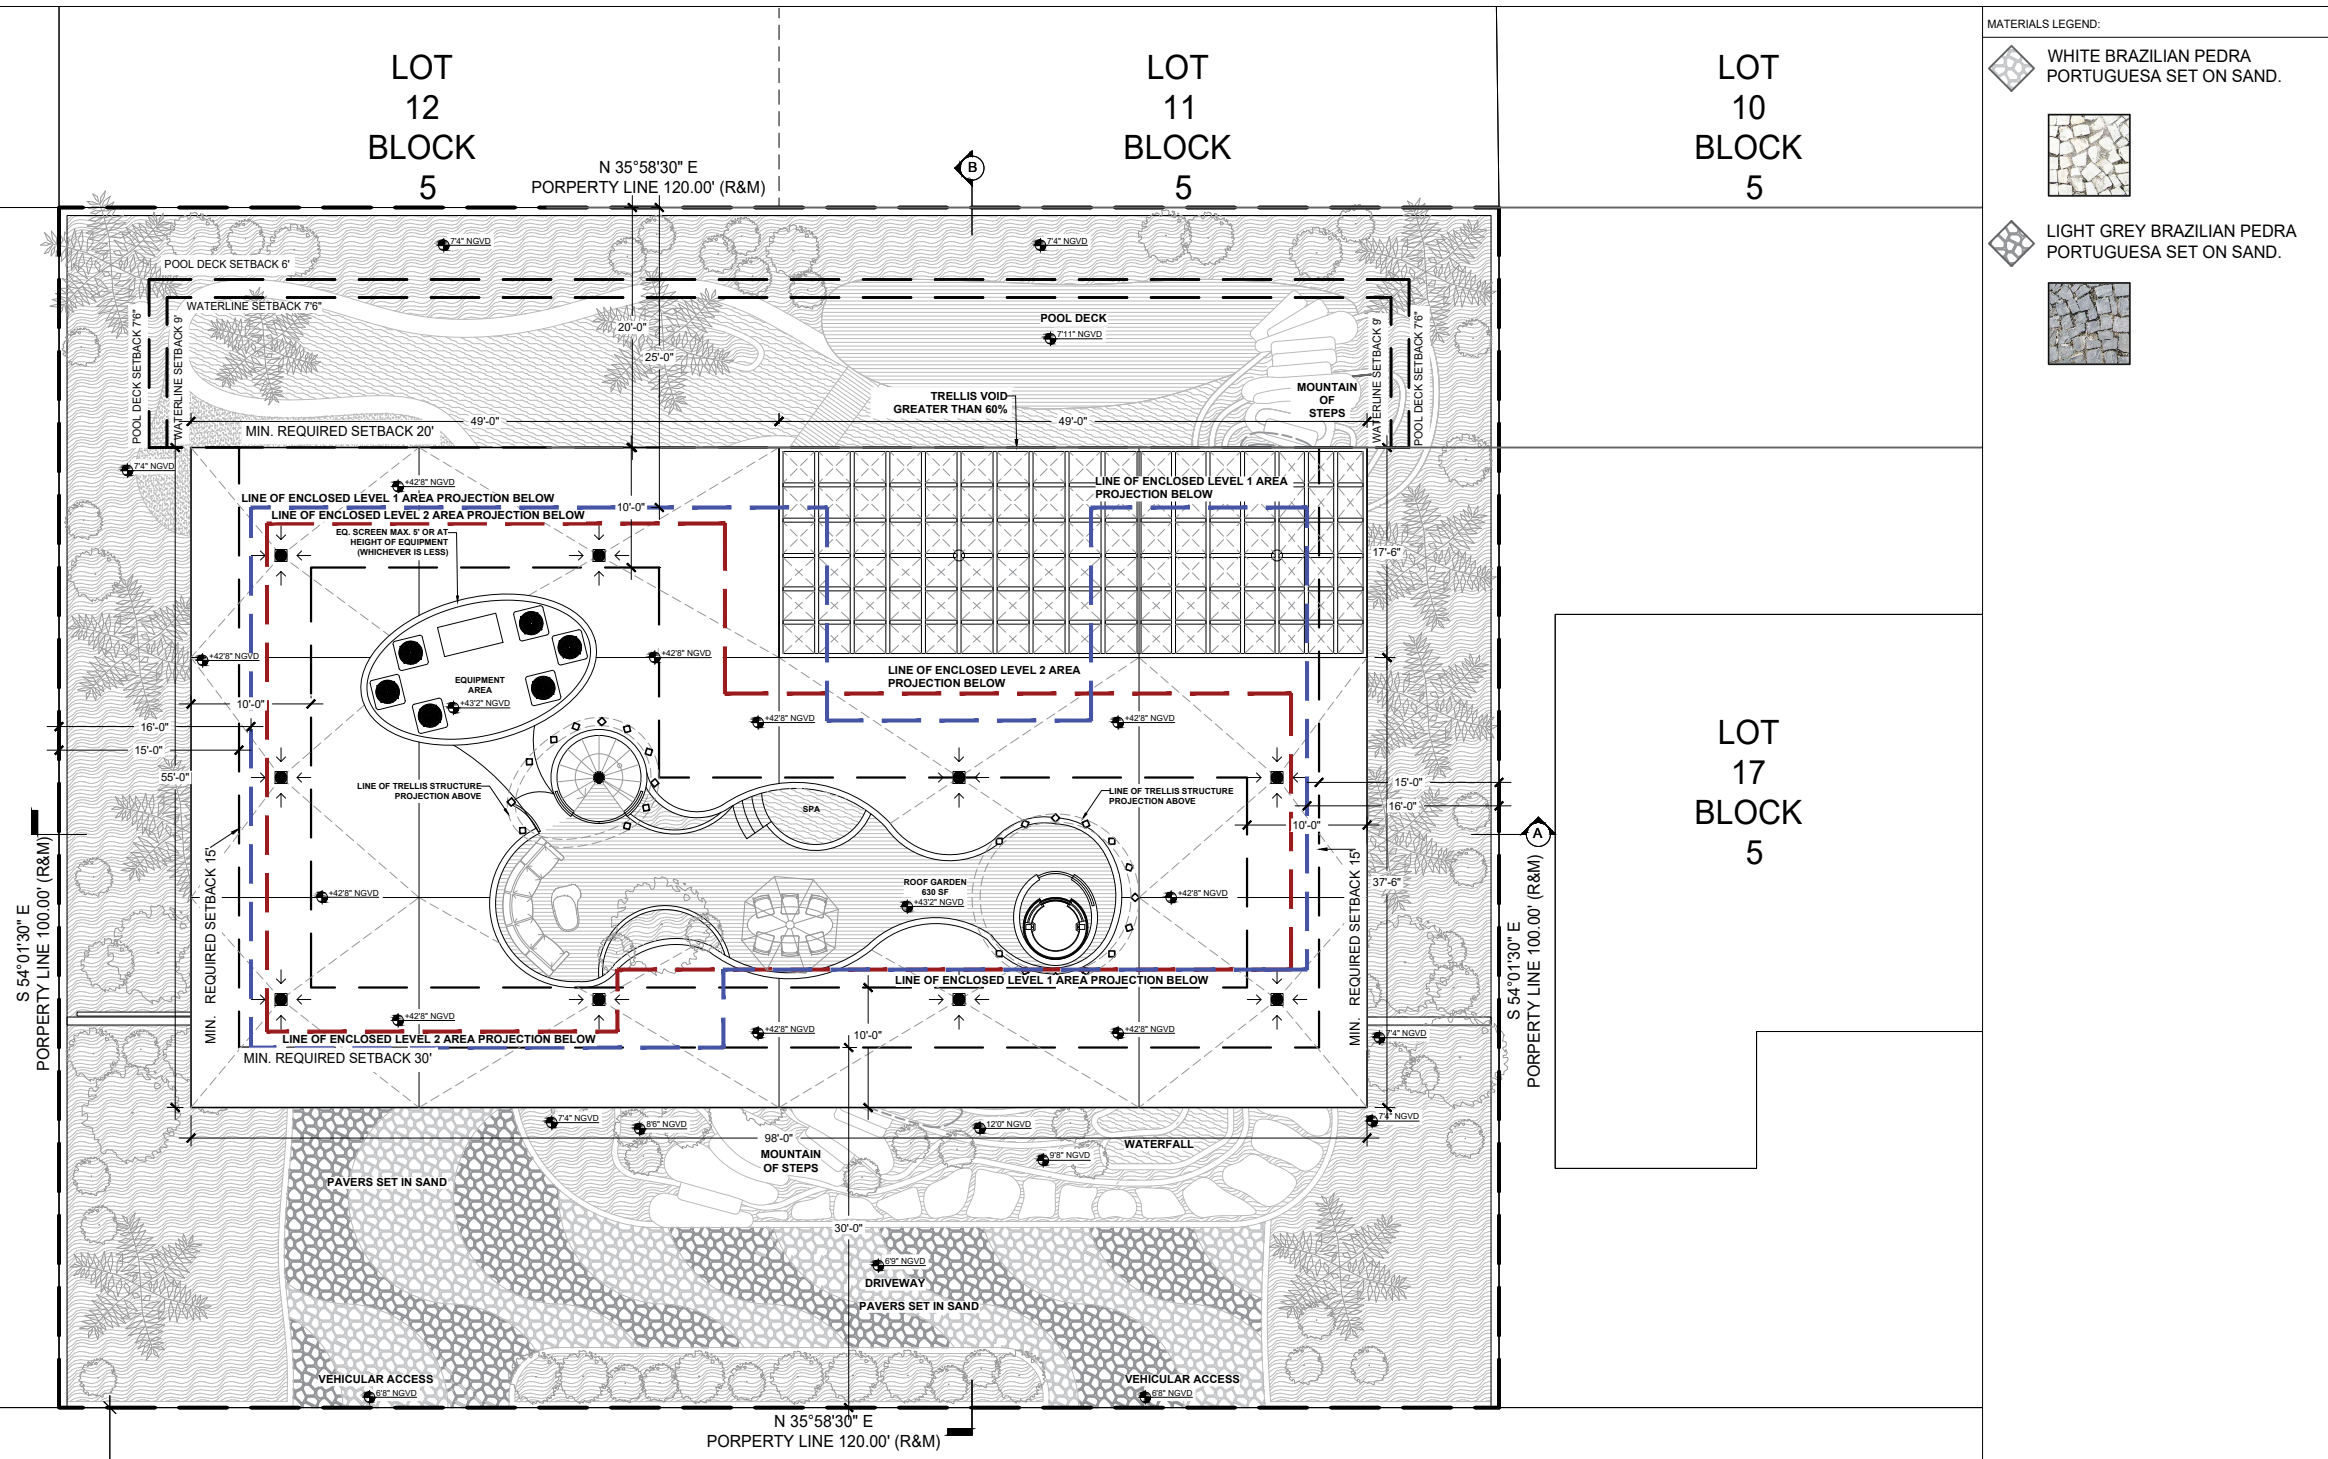 MATERIALS LEGEND:
WHITE BRAZILIAN PEDRA
PORTUGUESA SET ON SAND.
LIGHT GREY BRAZILIAN PEDRA
PORTUGUESA SET ON SAND.
LOT
12
BLOCK
5
LOT
11
BLOCK
5
LOT
10
BLOCK
5
N 35°58'30" E
PORPERTY LINE 120.00' (R&M)
B
7'4" NGVD
7'4" NGVD
POOL DECK SETBACK 6'
WATERLINE SETBACK 7'6"
POOL DECK SETBACK 7'6"
WATERLINE SETBACK 9'
20'-0"
25'-0"
POOL DECK
7'11" NGVD
WATERLINE SETBACK 9'
POOL DECK SETBACK 7'6"
MOUNTAIN
OF
STEPS
TRELLIS VOID
GREATER THAN 60%
49'-0"
49'-0"
MIN. REQUIRED SETBACK 20'
7'4" NGVD
+42'8" NGVD
LINE OF ENCLOSED LEVEL 1 AREA PROJECTION BELOW
LINE OF ENCLOSED LEVEL 2 AREA PROJECTION BELOW
10'-0"
LINE OF ENCLOSED LEVEL 1 AREA
PROJECTION BELOW
EQ. SCREEN MAX. 5' OR AT
HEIGHT OF EQUIPMENT
(WHICHEVER IS LESS)
17'-6"
+42'8" NGVD
+42'8" NGVD
EQUIPMENT
AREA
+43'2" NGVD
LINE OF ENCLOSED LEVEL 2 AREA
PROJECTION BELOW
10'-0"
16'-0"
15'-0"
55'-0"
+42'8" NGVD
+42'8" NGVD
LINE OF TRELLIS STRUCTURE
PROJECTION ABOVE
SPA
LINE OF TRELLIS STRUCTURE
PROJECTION ABOVE
15'-0"
16'-0"
10'-0"
A
LOT
17
BLOCK
5
S 54°01'30" E
PORPERTY LINE 100.00' (R&M)
MIN. REQUIRED SETBACK 15'
+42'8" NGVD
ROOF GARDEN
630 SF
+43'2" NGVD
+42'8" NGVD
37'-6"
MIN. REQUIRED SETBACK 15'
S 54°01'30" E
PORPERTY LINE 100.00' (R&M)
LINE OF ENCLOSED LEVEL 1 AREA PROJECTION BELOW
+42'8" NGVD
+42'8" NGVD
10'-0"
+42'8" NGVD
7'4" NGVD
LINE OF ENCLOSED LEVEL 2 AREA PROJECTION BELOW
MIN. REQUIRED SETBACK 30'
7'4" NGVD
8'6" NGVD
12'0" NGVD
7'4" NGVD
98'-0"
MOUNTAIN
OF STEPS
WATERFALL
9'8" NGVD
PAVERS SET IN SAND
30'-0"
6'9" NGVD
DRIVEWAY
PAVERS SET IN SAND
VEHICULAR ACCESS
6'8" NGVD
VEHICULAR ACCESS
6'8" NGVD
N 35°58'30" E
PORPERTY LINE 120.00' (R&M)